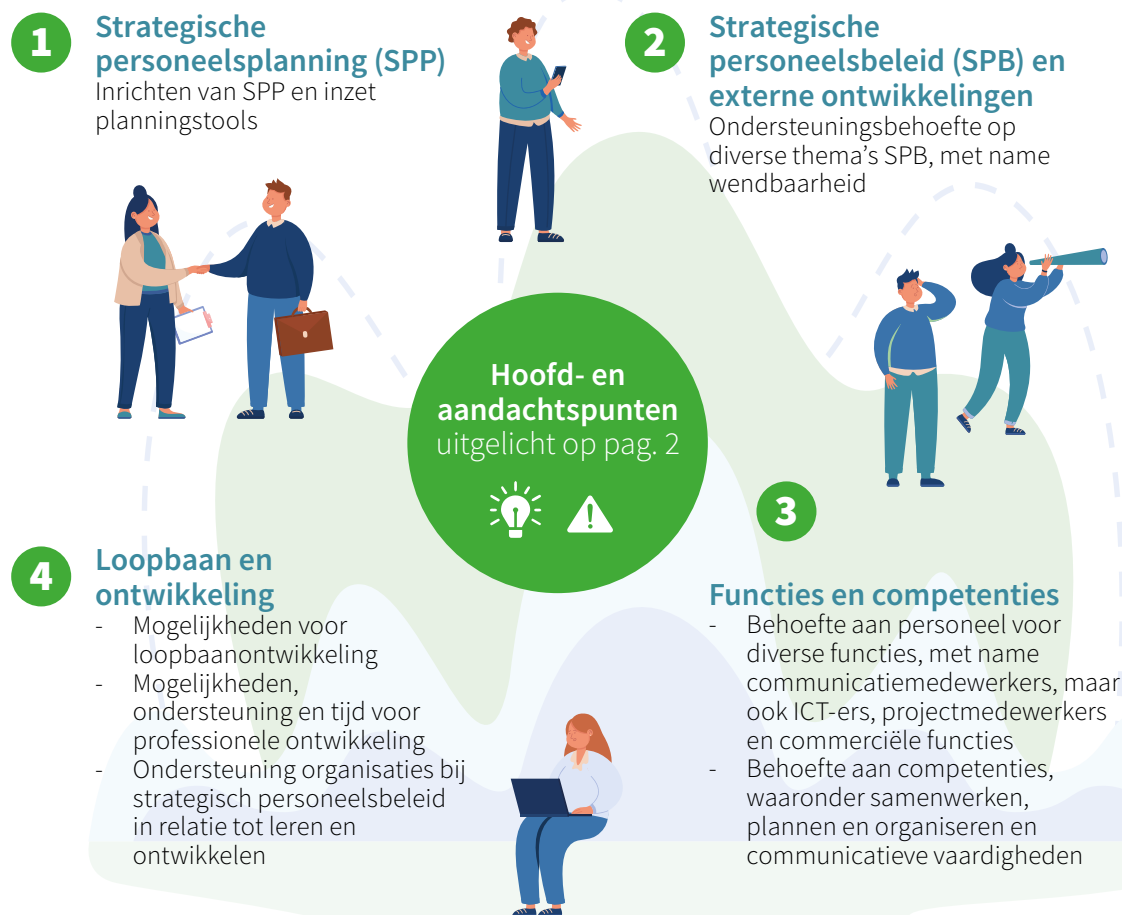 1
Strategische
personeelsplanning (SPP)
Inrichten van SPP en inzet
planningstools
2
Strategische
personeelsbeleid (SPB) en
externe ontwikkelingen
Ondersteuningsbehoefte op
diverse thema's SPB, met name
wendbaarheid
Hoofd- en
aandachtspunten
uitgelicht op pag. 2
3
Functies en competenties
- Behoefte aan personeel voor
diverse functies, met name
communicatiemedewerkers, maar
ook ICT-ers, projectmedewerkers
en commerciële functies
- Behoefte aan competenties,
waaronder samenwerken,
plannen en organiseren en
communicatieve vaardigheden
4
Loopbaan en
ontwikkeling
- Mogelijkheden voor
loopbaanontwikkeling
- Mogelijkheden,
ondersteuning en tijd voor
professionele ontwikkeling
- Ondersteuning organisaties bij
strategisch personeelsbeleid
in relatie tot leren en
ontwikkelen